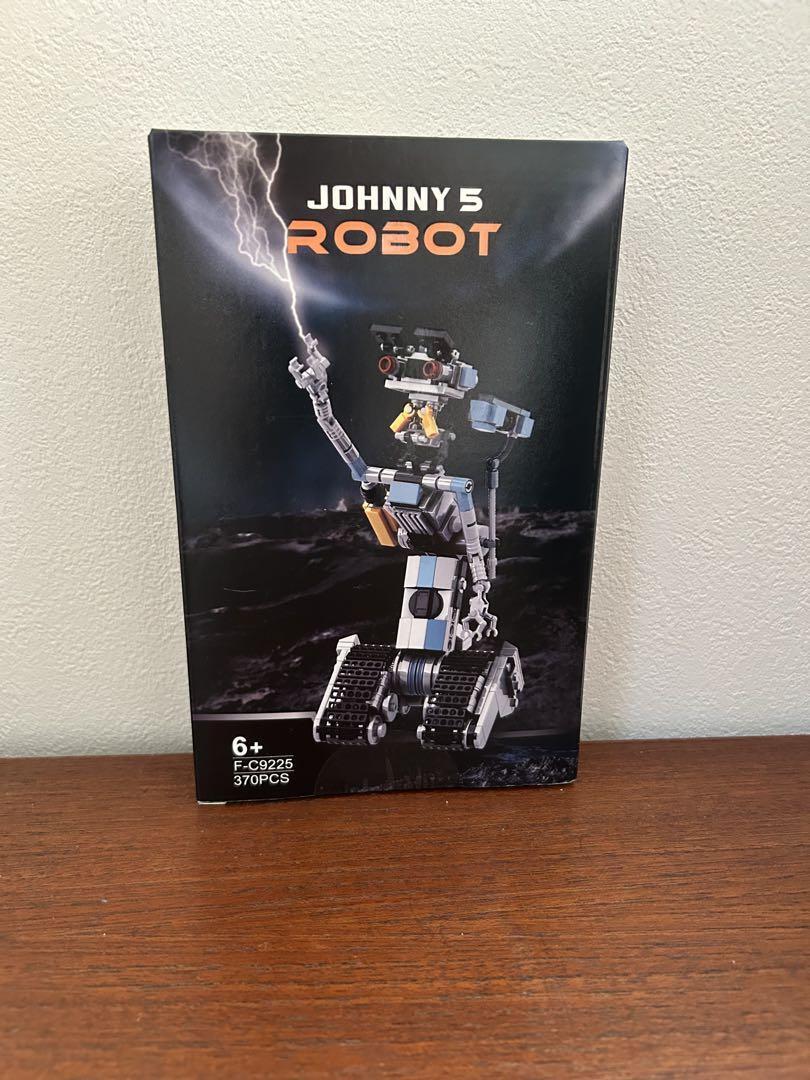 JOHNNY 5
ROBOT
6+
F-C9225
370PCS